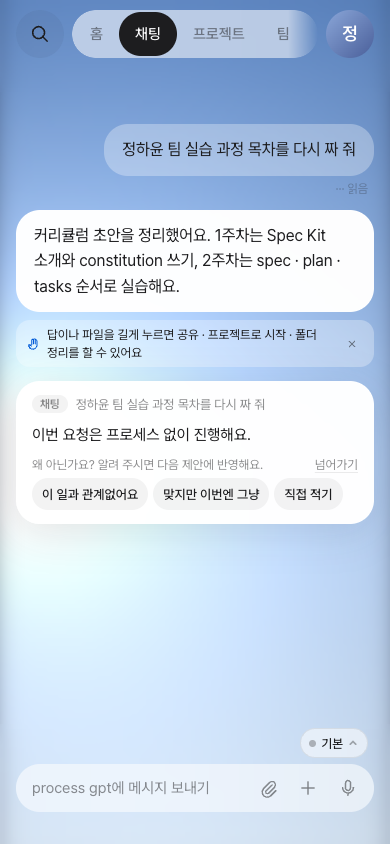 홈 채팅 프로젝트 팀 정
정하윤 팀 실습 과정 목차를 다시 짜 줘
··· 읽음
커리큘럼 초안을 정리했어요. 1주차는 Spec Kit
소개와 constitution 쓰기, 2주차는 spec · plan ·
tasks 순서로 실습해요.
답이나 파일을 길게 누르면 공유 · 프로젝트로 시작 · 폴더
정리를 할 수 있어요
채팅 정하윤 팀 실습 과정 목차를 다시 짜 줘
이번 요청은 프로세스 없이 진행해요.
왜 아닌가요? 알려 주시면 다음 제안에 반영해요. 넘어가기
이 일과 관계없어요 맞지만 이번엔 그냥 직접 적기
기본
process gpt에 메시지 보내기